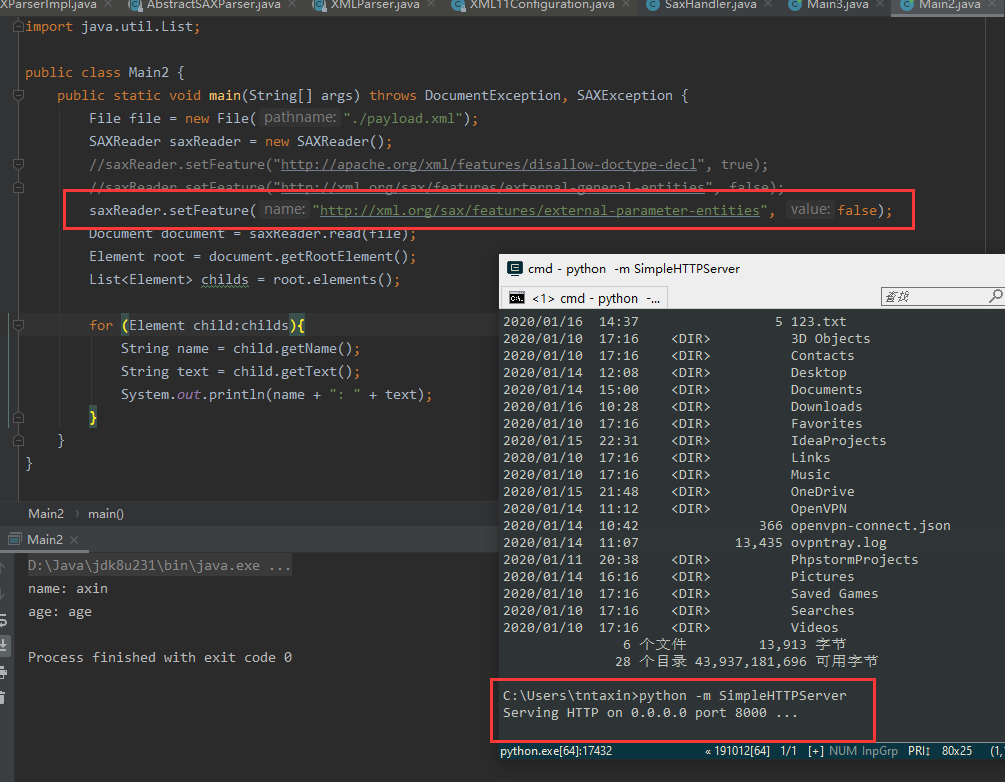 XParserImpl.java AbstractSAXParser.java XMLParser.java XML11Configuration.java SaxHandler.java Main3.java Main2.java
import java.util.List;
public class Main2 {
public static void main(String[] args) throws DocumentException, SAXException {
File file = new File( pathname: "./payload.xml");
SAXReader saxReader = new SAXReader();
//saxReader.setFeature("http://apache.org/xml/features/disallow-doctype-decl", true);
//saxReader.setFeature("http://xml.org/sax/features/external-general-entities", false);
saxReader.setFeature( name: "http://xml.org/sax/features/external-parameter-entities", value: false);
Document document = saxReader.read(file);
Element root = document.getRootElement();
List<Element> childs = root.elements();
for (Element child:childs){
String name = child.getName();
String text = child.getText();
System.out.println(name + ": " + text);
}
}
}
Main2 > main()
Main2
D:\Java\jdk8u231\bin\java.exe ...
name: axin
age: age
Process finished with exit code 0
cmd - python -m SimpleHTTPServer
<1> cmd - python -... 查找
2020/01/16 14:37 5 123.txt
2020/01/10 17:16 <DIR> 3D Objects
2020/01/10 17:16 <DIR> Contacts
2020/01/14 12:08 <DIR> Desktop
2020/01/14 15:00 <DIR> Documents
2020/01/16 10:28 <DIR> Downloads
2020/01/10 17:16 <DIR> Favorites
2020/01/15 22:31 <DIR> IdeaProjects
2020/01/10 17:16 <DIR> Links
2020/01/10 17:16 <DIR> Music
2020/01/15 21:48 <DIR> OneDrive
2020/01/14 11:12 <DIR> OpenVPN
2020/01/14 10:42 366 openvpn-connect.json
2020/01/14 11:07 13,435 ovpntray.log
2020/01/11 20:38 <DIR> PhpstormProjects
2020/01/14 16:16 <DIR> Pictures
2020/01/10 17:16 <DIR> Saved Games
2020/01/10 17:16 <DIR> Searches
2020/01/10 17:16 <DIR> Videos
6 个文件 13,913 字节
28 个目录 43,937,181,696 可用字节
C:\Users\tntaxin>python -m SimpleHTTPServer
Serving HTTP on 0.0.0.0 port 8000 ...
python.exe[64]:17432 « 191012[64] 1/1 [+] NUM InpGrp PRI↕ 80x25 (1,